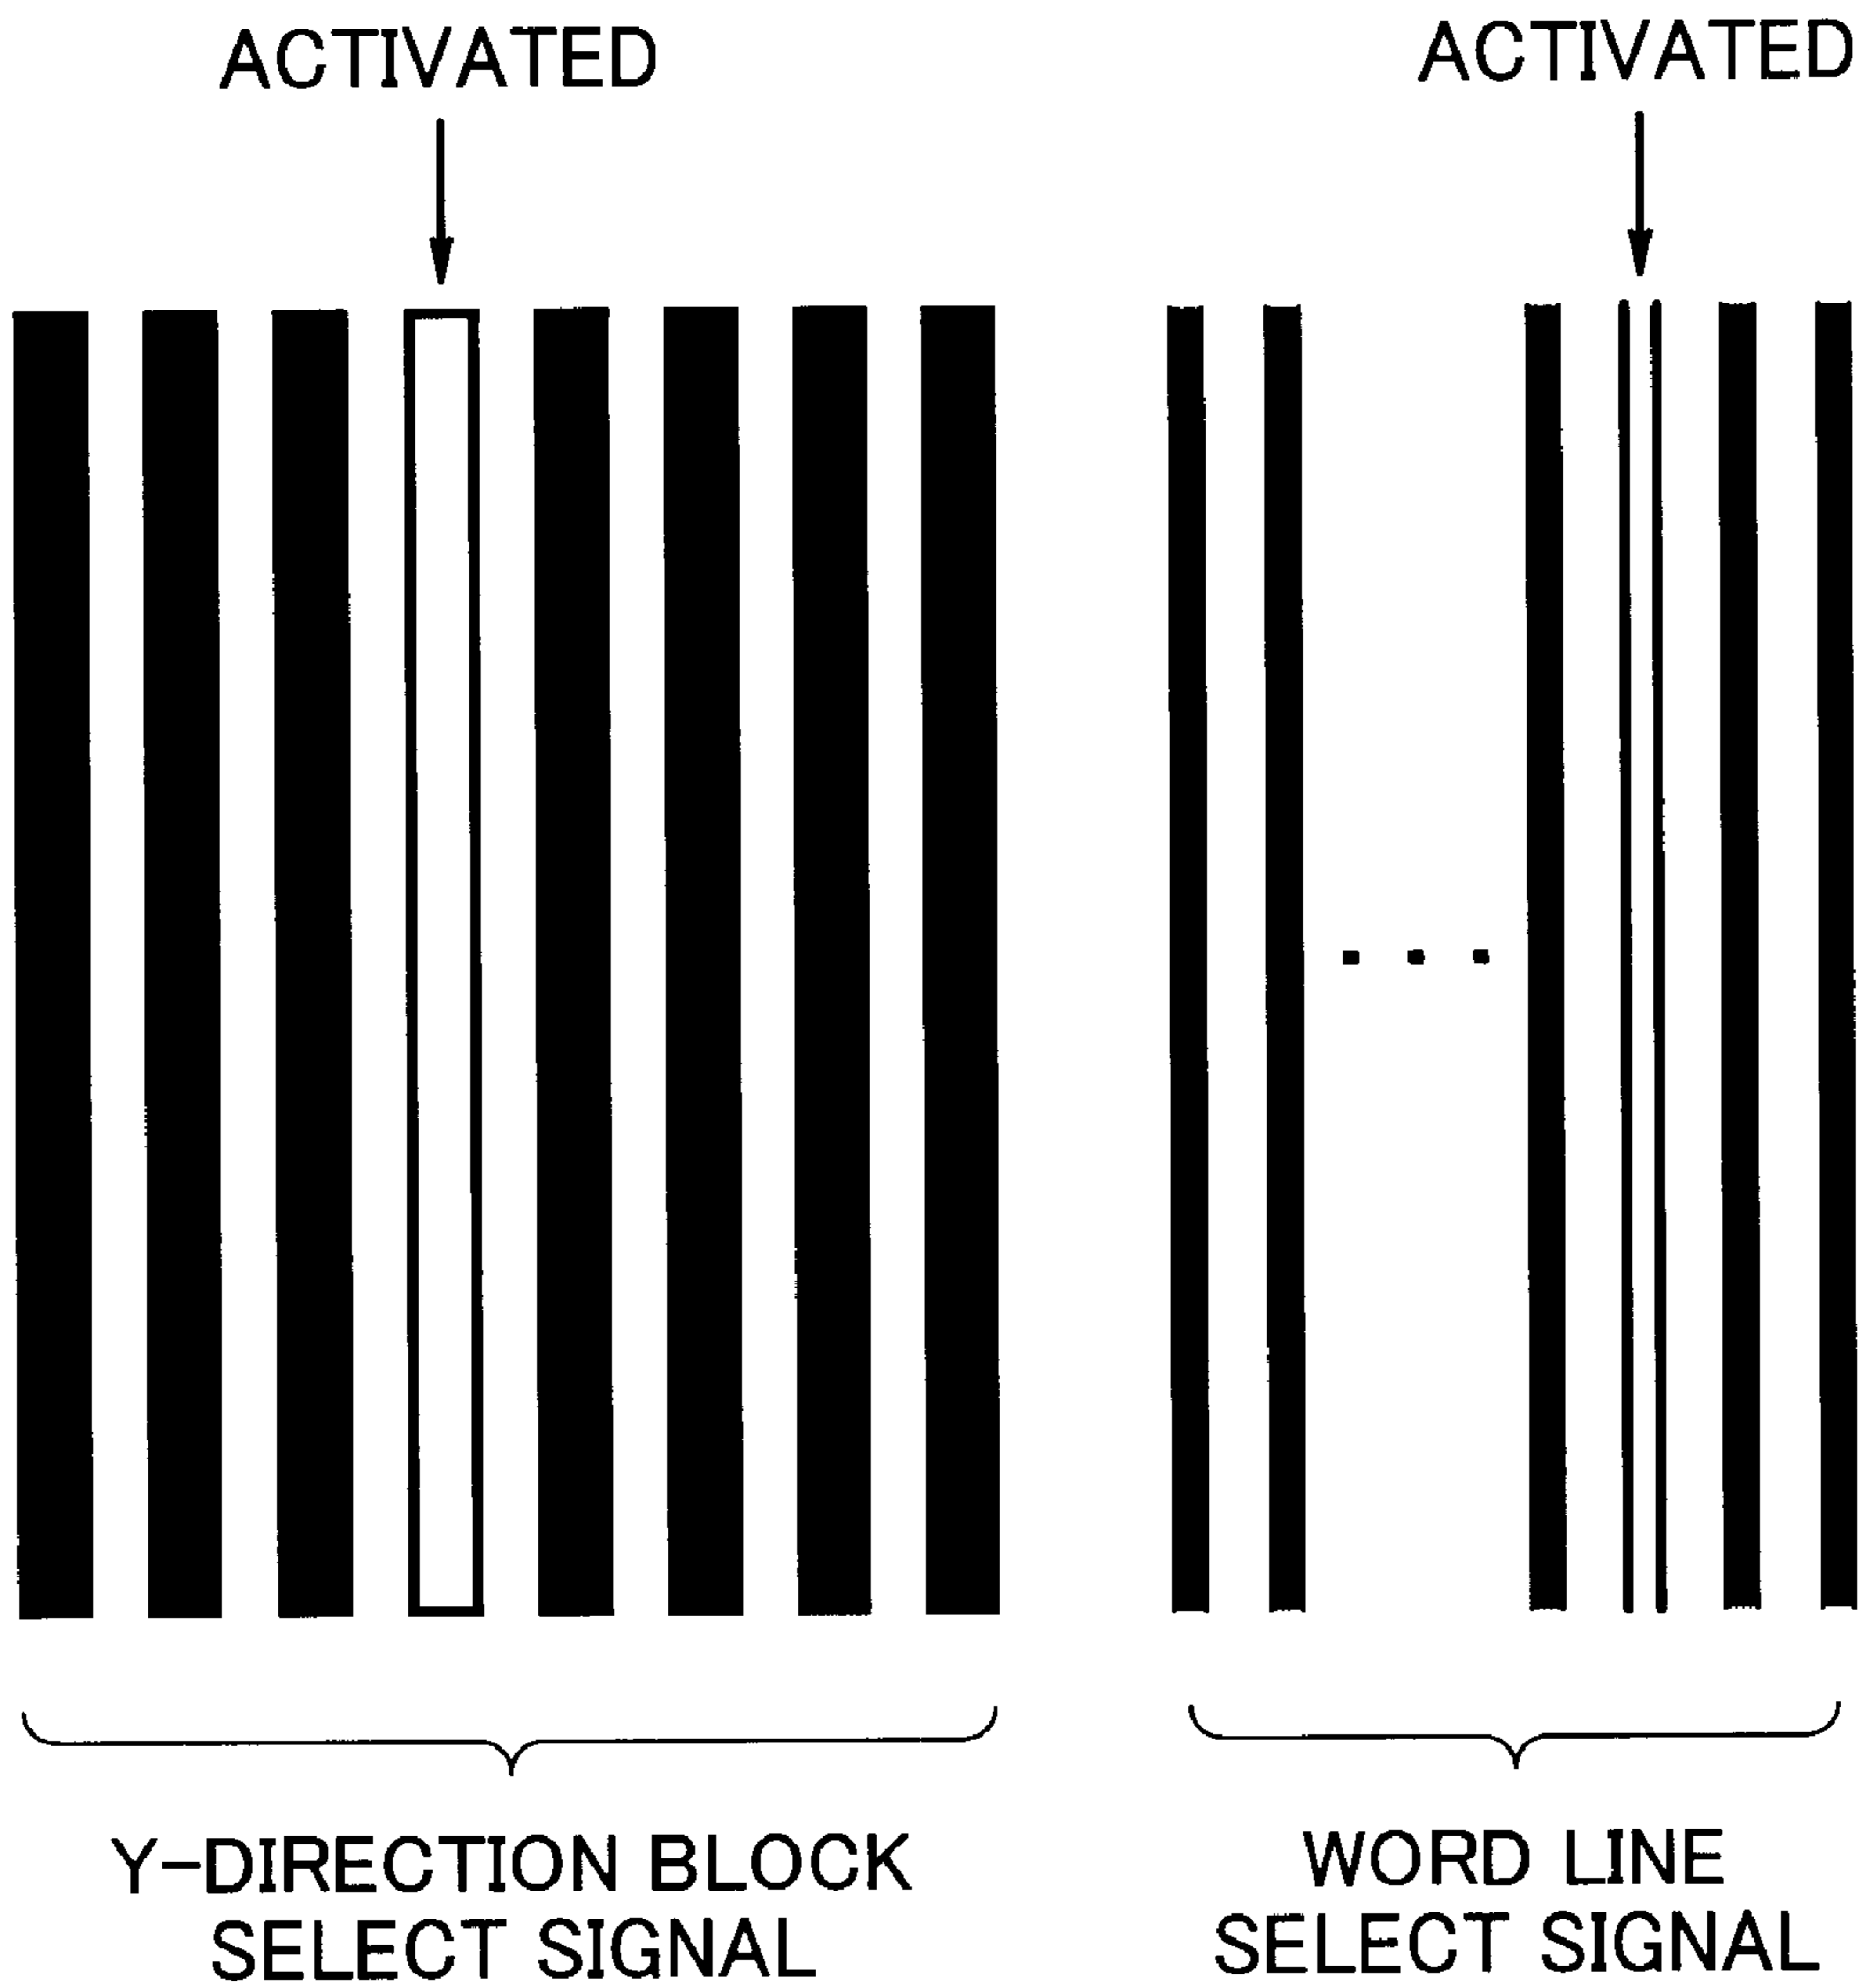 ACTIVATED
ACTIVATED
Y-DIRECTION BLOCK
SELECT SIGNAL
WORD LINE
SELECT SIGNAL